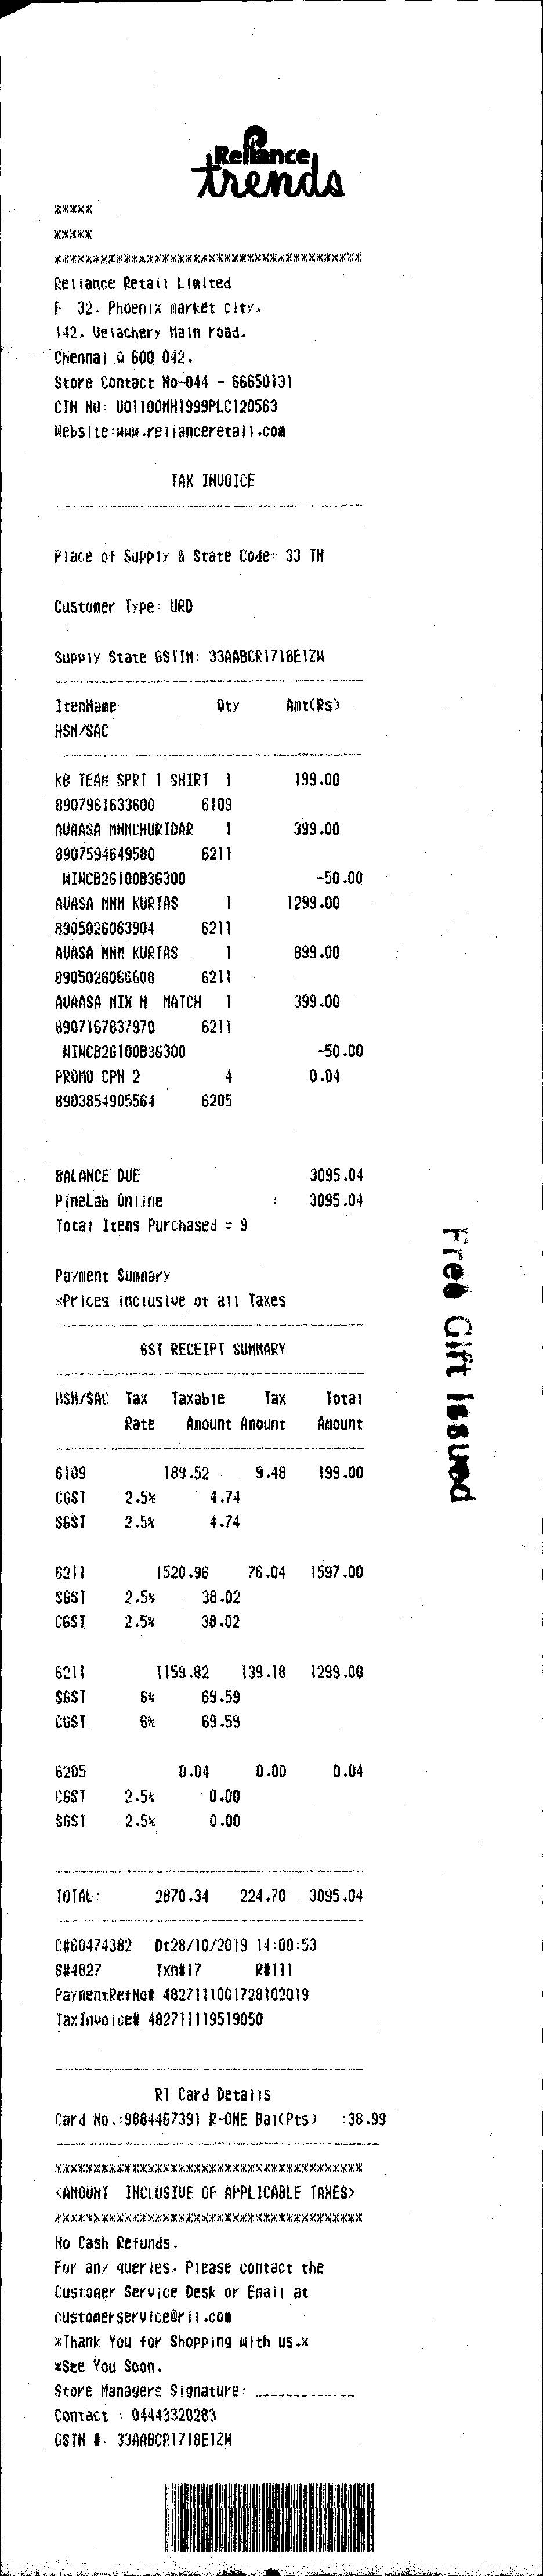 Reliance
trends
*****
*****
****************************************
Reliance Retail Limited
F 32, Phoenix market city,
142, Velachery Main road,
Chennai Q 600 042.
Store Contact No-044 - 66650131
CIN NO: U01100MH1999PLC120563
Website:www.relianceretail.com
TAX INVOICE
Place of Supply & State Code: 33 TN
Customer Type: URD
Supply State GSTIN: 33AABCR1718E1ZW
ItemName Qty Amt(Rs)
HSN/SAC
KB TEAM SPRT T SHIRT 1 199.00
8907961633600 6109
AVAASA MNMCHURIDAR 1 399.00
8907594649580 6211
WIWCB26100B3G300 -50.00
AVASA MNM KURTAS 1 1299.00
8905026063904 6211
AVASA MNM KURTAS 1 899.00
8905026066608 6211
AVAASA MIX N MATCH 1 399.00
8907167837970 6211
WIWCB26100B3G300 -50.00
PROMO CPN 2 4 0.04
8903854905564 6205
BALANCE DUE 3095.04
PineLab Online : 3095.04
Total Items Purchased = 9
Payment Summary
*Prices inclusive of all Taxes
GST RECEIPT SUMMARY
HSN/SAC Tax Taxable Tax Total
Rate Amount Amount Amount
6109 189.52 9.48 199.00
CGST 2.5% 4.74
SGST 2.5% 4.74
6211 1520.96 76.04 1597.00
SGST 2.5% 38.02
CGST 2.5% 38.02
6211 1159.82 139.18 1299.00
SGST 6% 69.59
CGST 6% 69.59
6205 0.04 0.00 0.04
CGST 2.5% 0.00
SGST 2.5% 0.00
TOTAL: 2870.34 224.70 3095.04
C#60474382 Dt28/10/2019 14:00:53
S#4827 Txn#17 R#111
PaymentRefNo# 4827111001728102019
TaxInvoice# 482711119519050
R1 Card Details
Card No.:9884467391 R-ONE Bal(Pts) :38.99
****************************************
<AMOUNT INCLUSIVE OF APPLICABLE TAXES>
****************************************
No Cash Refunds.
For any queries, Please contact the
Customer Service Desk or Email at
customerservice@ril.com
*Thank You for Shopping with us.*
*See You Soon.
Store Managers Signature: ______________
Contact : 04443320283
GSTN #: 33AABCR1718E1ZW
Free Gift Issued